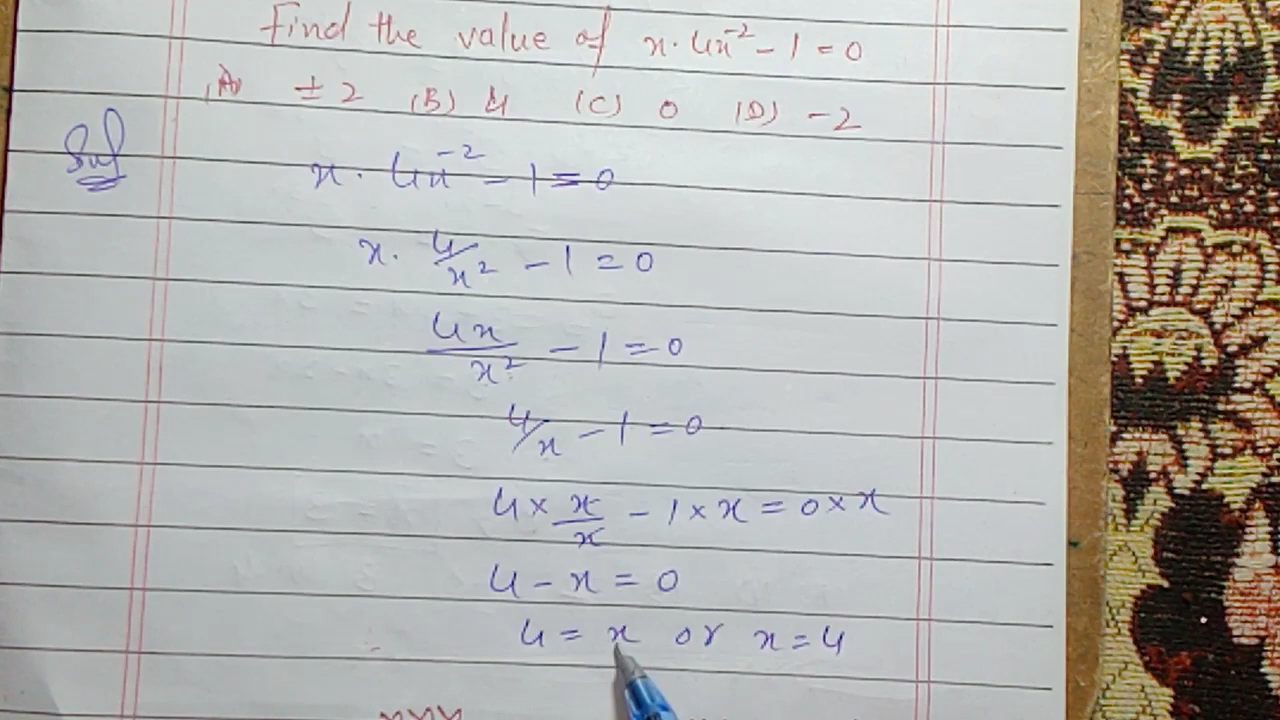 Find the value of x. 4x⁻² - 1 = 0
(A) ± 2 (B) 4 (C) 0 (D) -2
Sol
x. 4x⁻² - 1 = 0
x. 4/x² - 1 = 0
4x/x² - 1 = 0
4/x - 1 = 0
4 × x/x - 1 × x = 0 × x
4 - x = 0
4 = x or x = 4